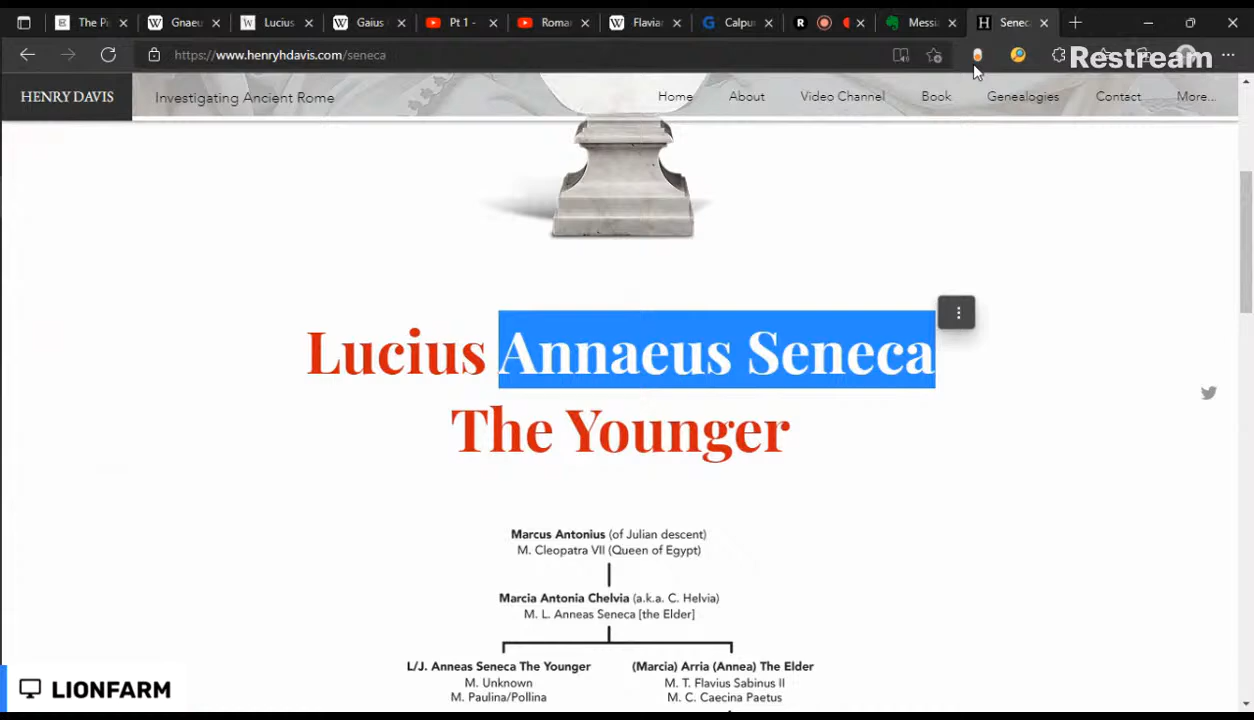 The Pi
Gnaeu
Lucius
Gaius
Pt 1 -
Roma
Flaviar
Calpur
Messi
Senec
https://www.henryhdavis.com/seneca
Restream
HENRY DAVIS
Investigating Ancient Rome
Home
About
Video Channel
Book
Genealogies
Contact
More...
Lucius Annaeus Seneca
The Younger
Marcus Antonius (of Julian descent)
M. Cleopatra VII (Queen of Egypt)
Marcia Antonia Chelvia (a.k.a. C. Helvia)
M. L. Anneas Seneca [the Elder]
L/J. Anneas Seneca The Younger
M. Unknown
M. Paulina/Pollina
(Marcia) Arria (Annea) The Elder
M. T. Flavius Sabinus II
M. C. Caecina Paetus
LIONFARM